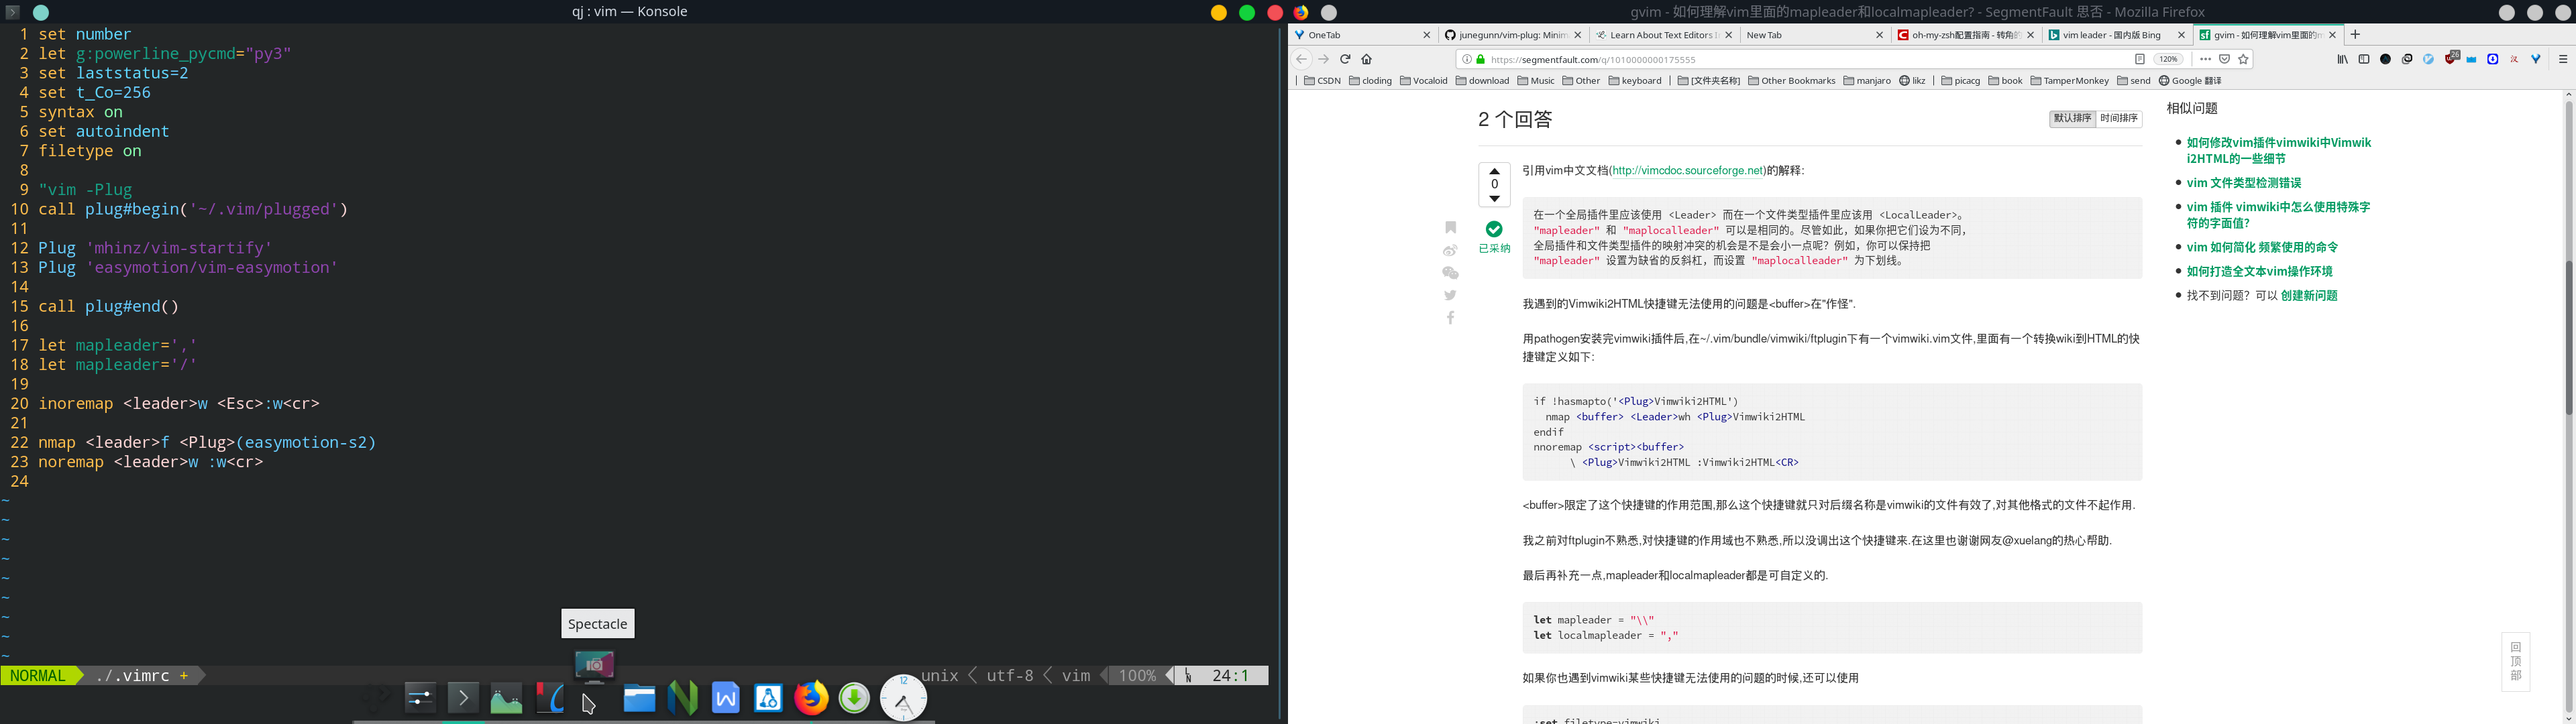 qj : vim — Konsole
1 set number
2 let g:powerline_pycmd="py3"
3 set laststatus=2
4 set t_Co=256
5 syntax on
6 set autoindent
7 filetype on
8
9 "vim -Plug
10 call plug#begin('~/.vim/plugged')
11
12 Plug 'mhinz/vim-startify'
13 Plug 'easymotion/vim-easymotion'
14
15 call plug#end()
16
17 let mapleader=','
18 let mapleader='/'
19
20 inoremap <leader>w <Esc>:w<cr>
21
22 nmap <leader>f <Plug>(easymotion-s2)
23 noremap <leader>w :w<cr>
24
~
~
~
~
~
~
~
~
~
Spectacle
NORMAL ./.vimrc + unix utf-8 vim 100% LN 24:1
12
gvim - 如何理解vim里面的mapleader和localmapleader? - SegmentFault 思否 - Mozilla Firefox
OneTab
junegunn/vim-plug: Minim
Learn About Text Editors I
New Tab
oh-my-zsh配置指南 - 转角的
vim leader - 国内版 Bing
gvim - 如何理解vim里面的m
https://segmentfault.com/q/1010000000175555
120%
26
CSDN cloding Vocaloid download Music Other keyboard [文件夹名称] Other Bookmarks manjaro likz picacg book TamperMonkey send Google 翻译
2 个回答
默认排序 时间排序
0
已采纳
引用vim中文文档(http://vimcdoc.sourceforge.net)的解释:
在一个全局插件里应该使用 <Leader> 而在一个文件类型插件里应该用 <LocalLeader>。
"mapleader" 和 "maplocalleader" 可以是相同的。尽管如此，如果你把它们设为不同，
全局插件和文件类型插件的映射冲突的机会是不是会小一点呢？例如，你可以保持把
"mapleader" 设置为缺省的反斜杠，而设置 "maplocalleader" 为下划线。
我遇到的Vimwiki2HTML快捷键无法使用的问题是<buffer>在"作怪".
用pathogen安装完vimwiki插件后,在~/.vim/bundle/vimwiki/ftplugin下有一个vimwiki.vim文件,里面有一个转换wiki到HTML的快
捷键定义如下:
if !hasmapto('<Plug>Vimwiki2HTML')
nmap <buffer> <Leader>wh <Plug>Vimwiki2HTML
endif
nnoremap <script><buffer>
\ <Plug>Vimwiki2HTML :Vimwiki2HTML<CR>
<buffer>限定了这个快捷键的作用范围,那么这个快捷键就只对后缀名称是vimwiki的文件有效了,对其他格式的文件不起作用.
我之前对ftplugin不熟悉,对快捷键的作用域也不熟悉,所以没调出这个快捷键来.在这里也谢谢网友@xuelang的热心帮助.
最后再补充一点,mapleader和localmapleader都是可自定义的.
let mapleader = "\\"
let localmapleader = ","
如果你也遇到vimwiki某些快捷键无法使用的问题的时候,还可以使用
:set filetype=vimwiki
相似问题
如何修改vim插件vimwiki中Vimwik
i2HTML的一些细节
vim 文件类型检测错误
vim 插件 vimwiki中怎么使用特殊字
符的字面值?
vim 如何简化 频繁使用的命令
如何打造全文本vim操作环境
找不到问题？可以 创建新问题
回
顶
部